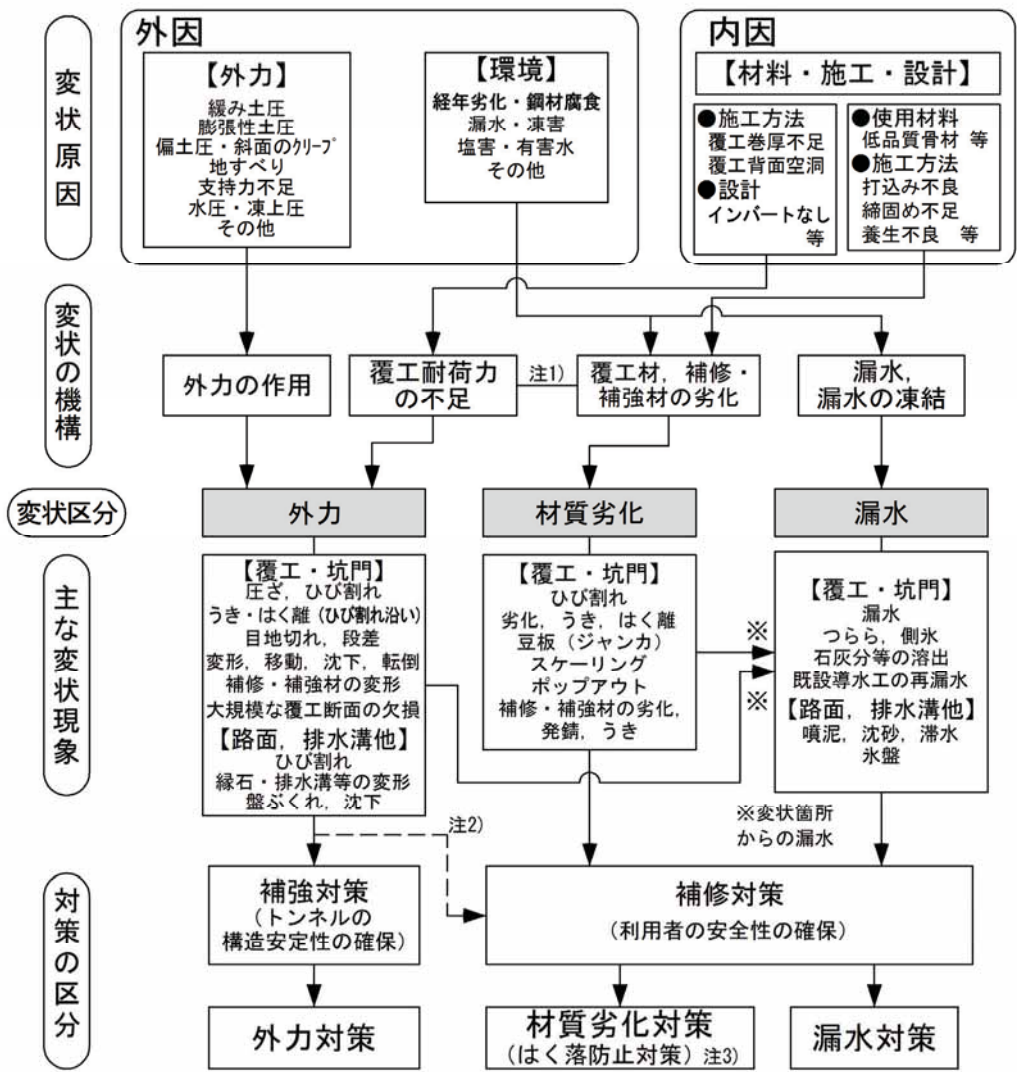 変状原因
外因
【外力】
緩み土圧
膨張性土圧
偏土圧・斜面のｸﾘｰﾌﾟ
地すべり
支持力不足
水圧・凍上圧
その他
【環境】
経年劣化・鋼材腐食
漏水・凍害
塩害・有害水
その他
内因
【材料・施工・設計】
●施工方法
覆工巻厚不足
覆工背面空洞
●設計
インバートなし
等
●使用材料
低品質骨材 等
●施工方法
打込み不良
締固め不足
養生不良 等
変状の機構
外力の作用
覆工耐荷力
の不足
注1)
覆工材，補修・
補強材の劣化
漏水，
漏水の凍結
変状区分
外力
材質劣化
漏水
主な変状現象
【覆工・坑門】
圧ざ，ひび割れ
うき・はく離（ひび割れ沿い）
目地切れ，段差
変形，移動，沈下，転倒
補修・補強材の変形
大規模な覆工断面の欠損
【路面，排水溝他】
ひび割れ
縁石・排水溝等の変形
盤ぶくれ，沈下
【覆工・坑門】
ひび割れ
劣化，うき，はく離
豆板（ジャンカ）
スケーリング
ポップアウト
補修・補強材の劣化，
発錆，うき
※
※
【覆工・坑門】
漏水
つらら，側氷
石灰分等の溶出
既設導水工の再漏水
【路面，排水溝他】
噴泥，沈砂，滞水
氷盤
※変状箇所
からの漏水
注2)
対策の区分
補強対策
（トンネルの
構造安定性の確保）
補修対策
（利用者の安全性の確保）
外力対策
材質劣化対策
（はく落防止対策）注3)
漏水対策